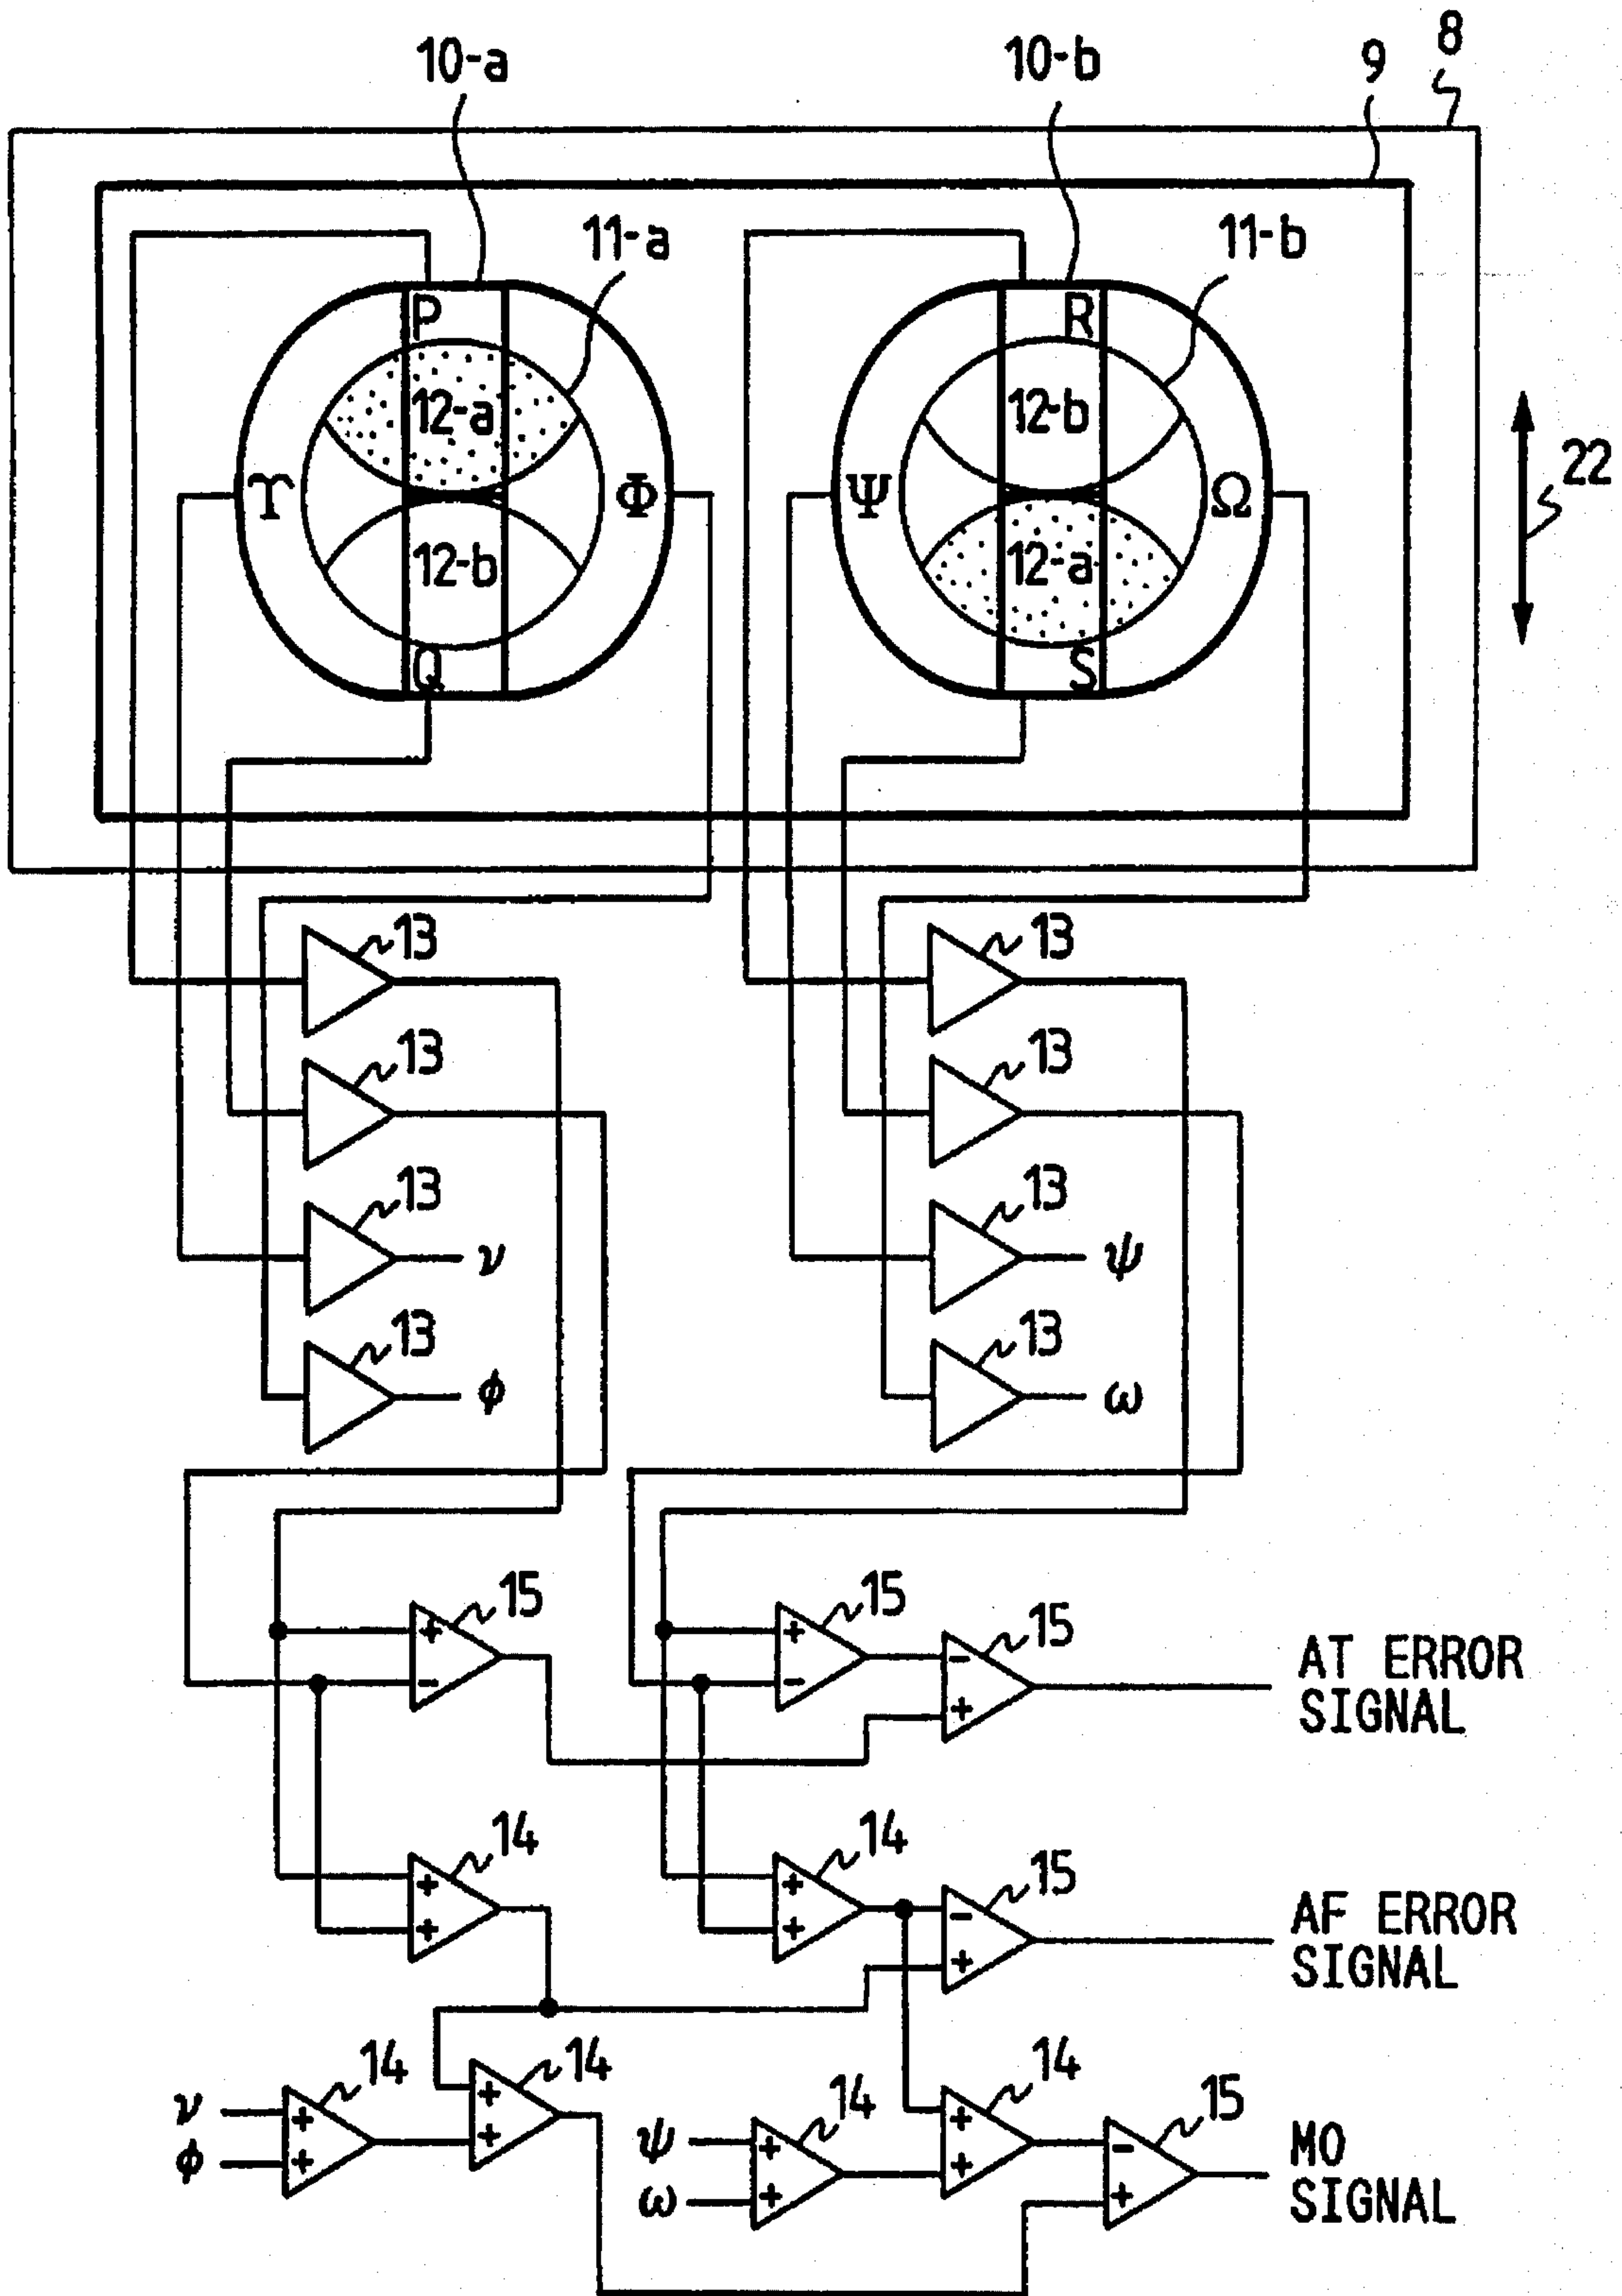 8
9
10-a
10-b
11-a
11-b
P
R
12-a
12-b
22
ϒ
Φ
Ψ
Ω
12-b
12-a
Q
S
13
13
13
13
13
13
ν
ψ
13
13
ϕ
ω
15
15
15
+
+
-
-
-
+
AT ERROR
SIGNAL
14
14
15
+
+
-
+
+
+
AF ERROR
SIGNAL
14
14
14
14
15
ν
+
+
ϕ
+
+
ψ
+
+
-
ω
+
+
+
MO
SIGNAL